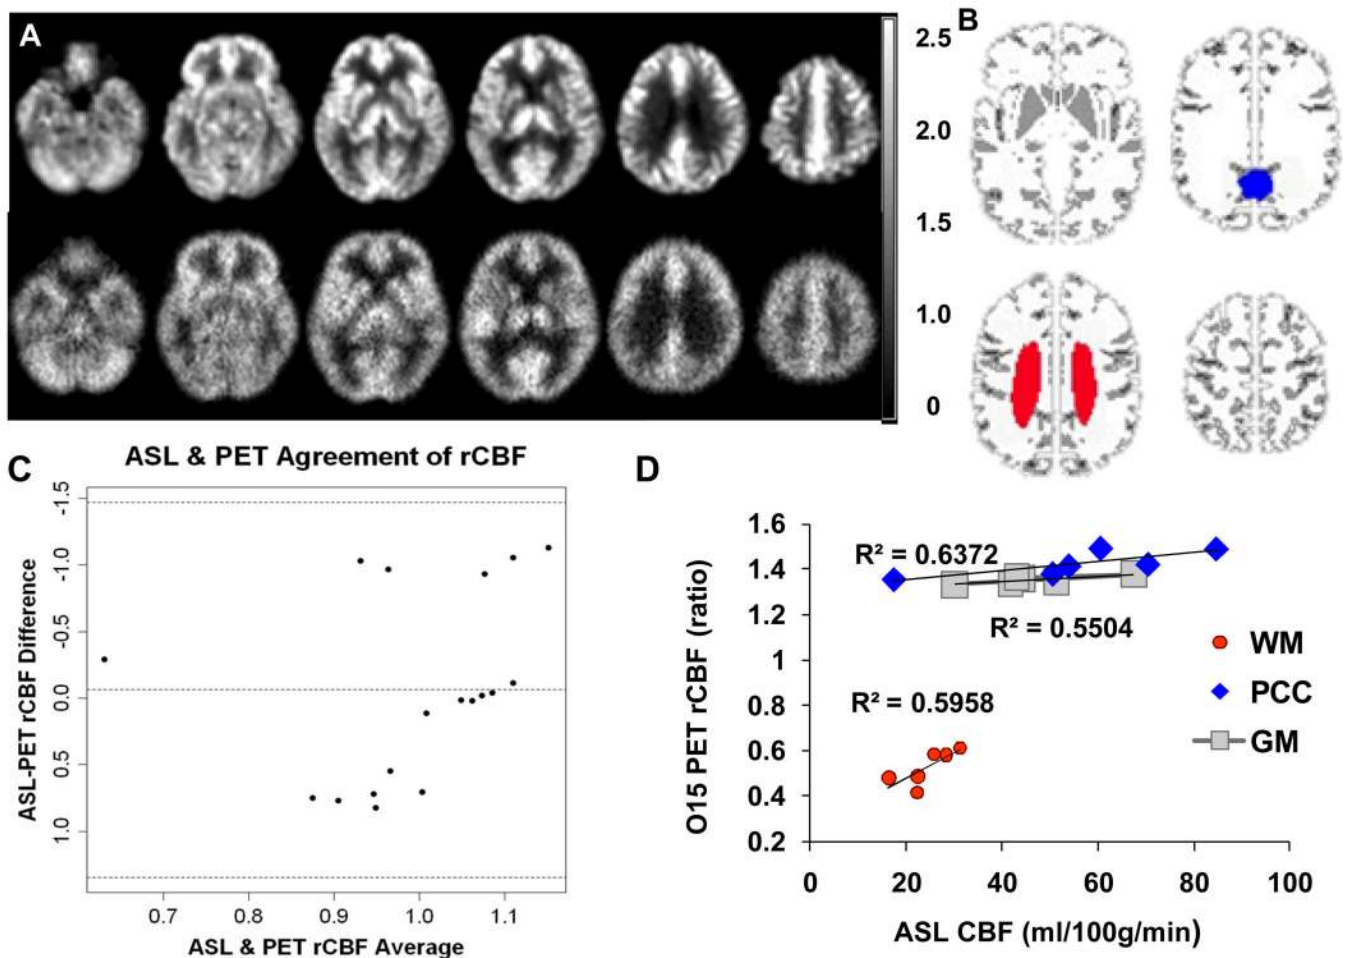 A
B
2.5
2.0
1.5
1.0
0
C
ASL & PET Agreement of rCBF
ASL-PET rCBF Difference
-1.5
-1.0
-0.5
0.0
0.5
1.0
0.7 0.8 0.9 1.0 1.1
ASL & PET rCBF Average
D
O15 PET rCBF (ratio)
1.6
1.4
1.2
1
0.8
0.6
0.4
0.2
R² = 0.6372
R² = 0.5504
R² = 0.5958
WM
PCC
GM
0 20 40 60 80 100
ASL CBF (ml/100g/min)